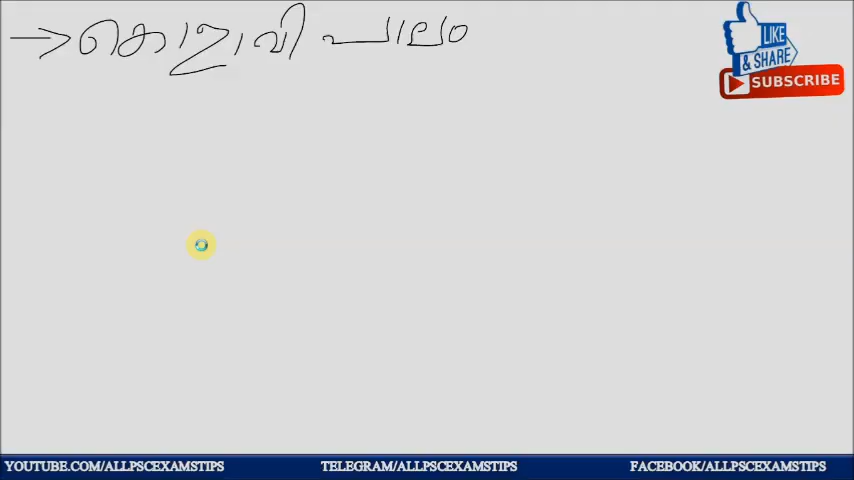 → കൊളാവി പാലം
LIKE
& SHARE
SUBSCRIBE
YOUTUBE.COM/ALLPSCEXAMSTIPS TELEGRAM/ALLPSCEXAMSTIPS FACEBOOK/ALLPSCEXAMSTIPS